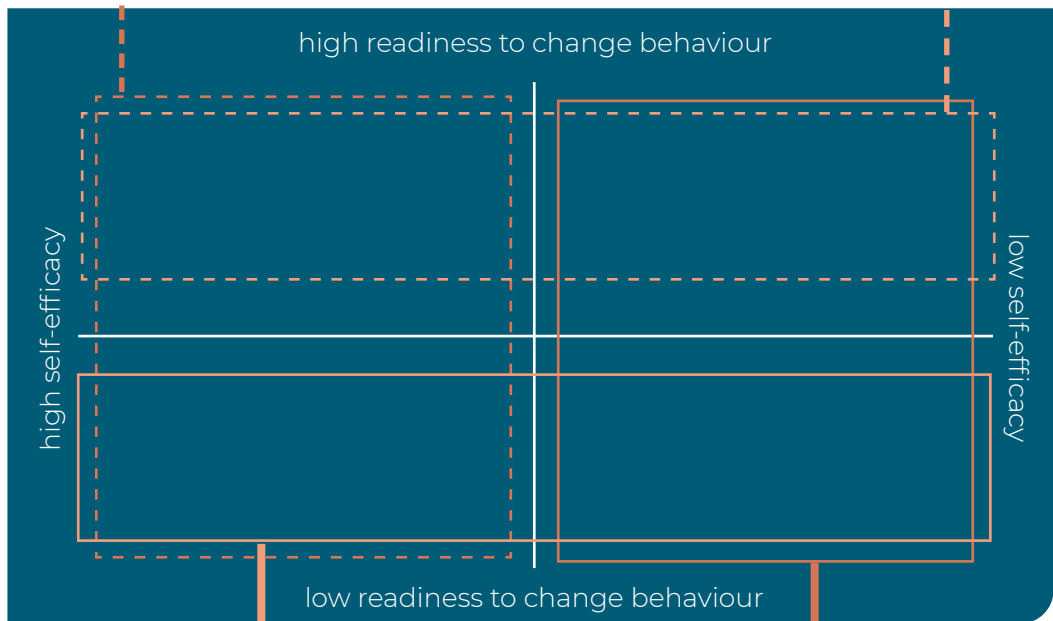 high readiness to change behaviour
high self-efficacy
low self-efficacy
low readiness to change behaviour